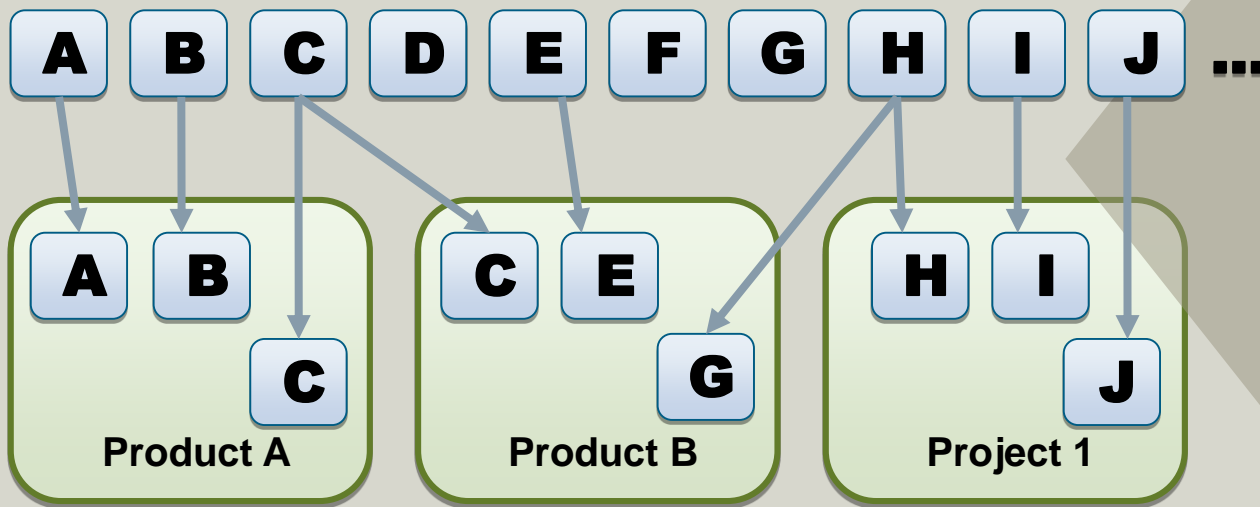 A B C D E F G H I J ...
A B C E H I
C G J
Product A Product B Project 1